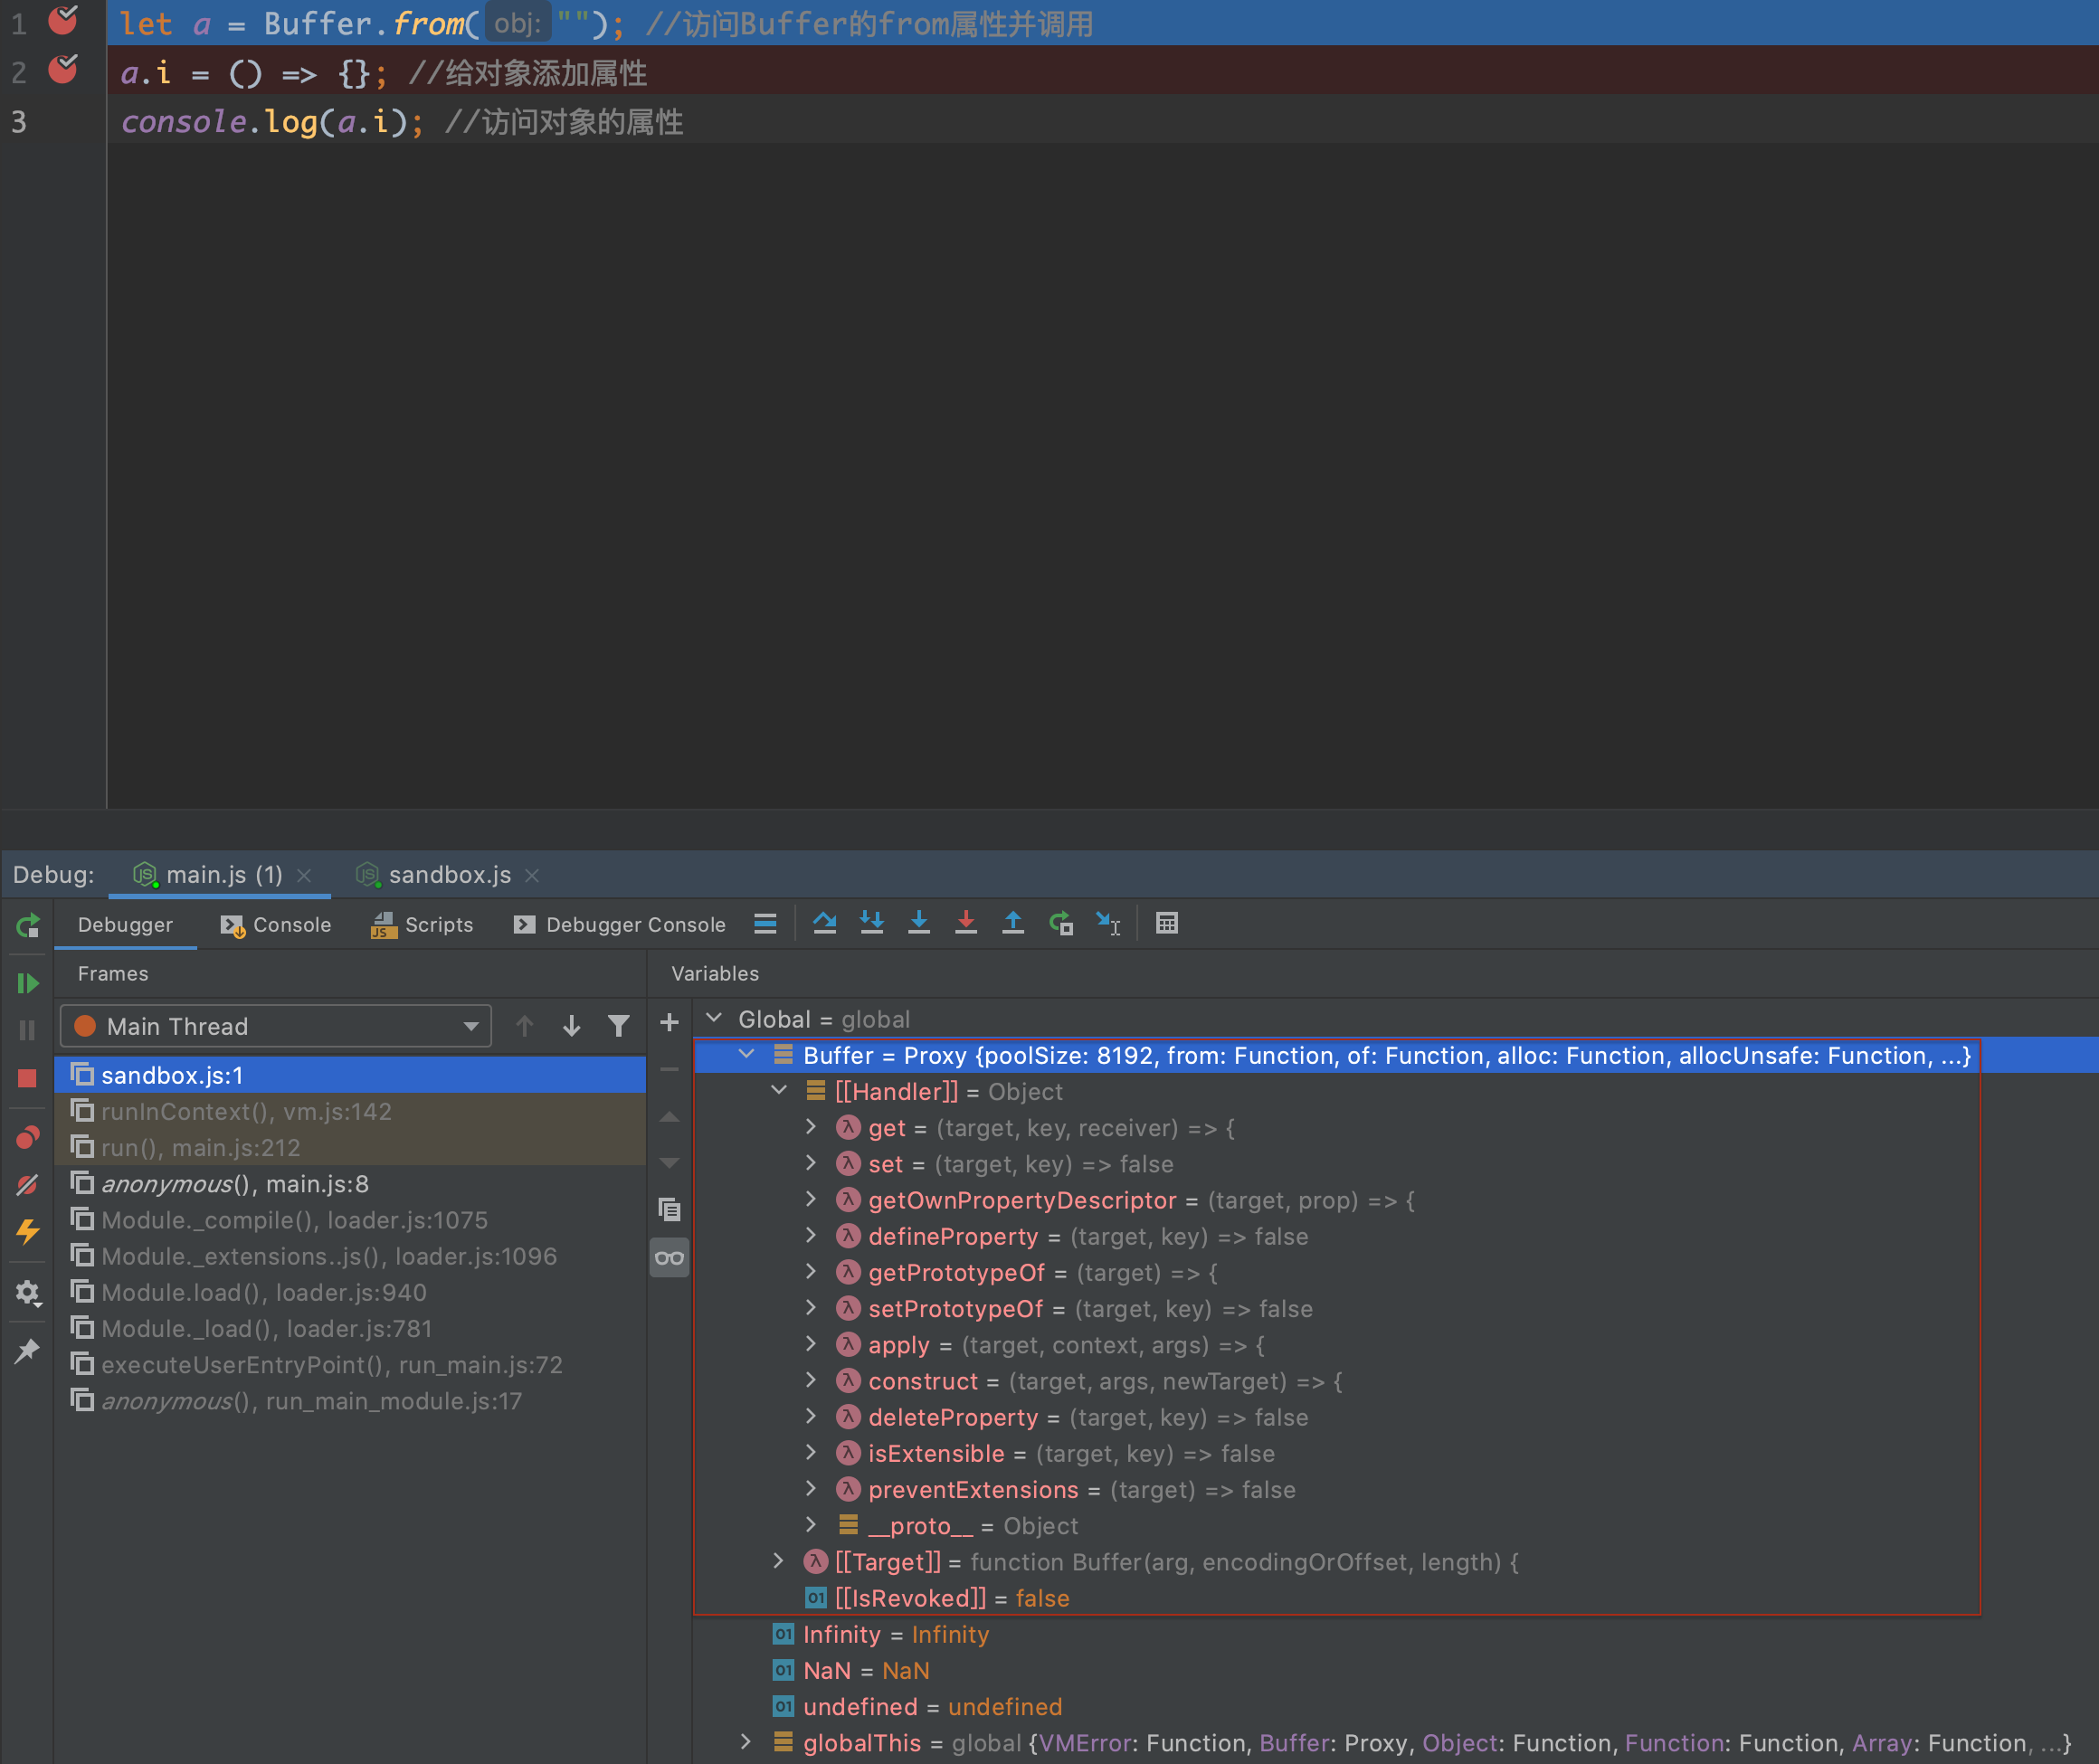 1 let a = Buffer.from( obj: ""); //访问Buffer的from属性并调用
2 a.i = () => {}; //给对象添加属性
3 console.log(a.i); //访问对象的属性
Debug: main.js (1) sandbox.js
Debugger Console Scripts Debugger Console
Frames
Main Thread
sandbox.js:1
runInContext(), vm.js:142
run(), main.js:212
anonymous(), main.js:8
Module._compile(), loader.js:1075
Module._extensions..js(), loader.js:1096
Module.load(), loader.js:940
Module._load(), loader.js:781
executeUserEntryPoint(), run_main.js:72
anonymous(), run_main_module.js:17
Variables
Global = global
Buffer = Proxy {poolSize: 8192, from: Function, of: Function, alloc: Function, allocUnsafe: Function, ...}
[[Handler]] = Object
λ get = (target, key, receiver) => {
λ set = (target, key) => false
λ getOwnPropertyDescriptor = (target, prop) => {
λ defineProperty = (target, key) => false
λ getPrototypeOf = (target) => {
λ setPrototypeOf = (target, key) => false
λ apply = (target, context, args) => {
λ construct = (target, args, newTarget) => {
λ deleteProperty = (target, key) => false
λ isExtensible = (target, key) => false
λ preventExtensions = (target) => false
__proto__ = Object
λ [[Target]] = function Buffer(arg, encodingOrOffset, length) {
01 [[IsRevoked]] = false
01 Infinity = Infinity
01 NaN = NaN
01 undefined = undefined
globalThis = global {VMError: Function, Buffer: Proxy, Object: Function, Function: Function, Array: Function, ...}